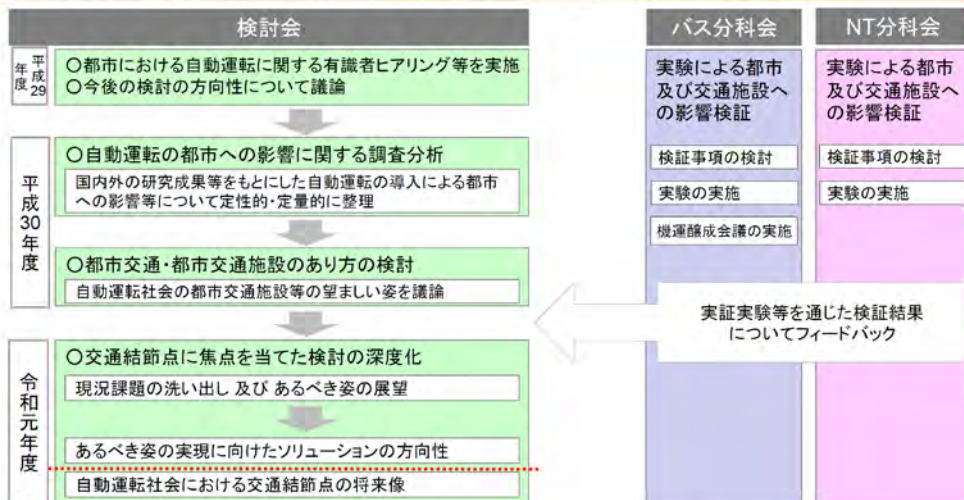 検討会
平成29年度
○都市における自動運転に関する有識者ヒアリング等を実施
○今後の検討の方向性について議論
平成30年度
○自動運転の都市への影響に関する調査分析
国内外の研究成果等をもとにした自動運転の導入による都市
への影響等について定性的・定量的に整理
○都市交通・都市交通施設のあり方の検討
自動運転社会の都市交通施設等の望ましい姿を議論
令和元年度
○交通結節点に焦点を当てた検討の深度化
現況課題の洗い出し 及び あるべき姿の展望
あるべき姿の実現に向けたソリューションの方向性
自動運転社会における交通結節点の将来像
バス分科会
実験による都市
及び交通施設へ
の影響検証
検証事項の検討
実験の実施
機運醸成会議の実施
NT分科会
実験による都市
及び交通施設へ
の影響検証
検証事項の検討
実験の実施
実証実験等を通じた検証結果
についてフィードバック